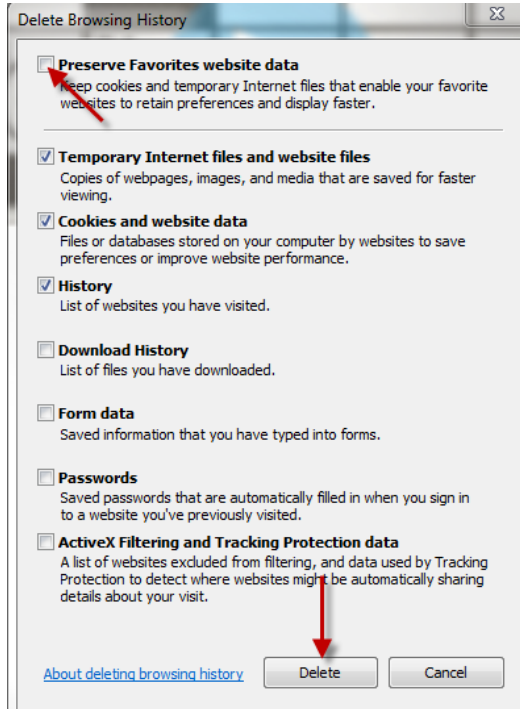 Delete Browsing History
Preserve Favorites website data
Keep cookies and temporary Internet files that enable your favorite
websites to retain preferences and display faster.
Temporary Internet files and website files
Copies of webpages, images, and media that are saved for faster
viewing.
Cookies and website data
Files or databases stored on your computer by websites to save
preferences or improve website performance.
History
List of websites you have visited.
Download History
List of files you have downloaded.
Form data
Saved information that you have typed into forms.
Passwords
Saved passwords that are automatically filled in when you sign in
to a website you've previously visited.
ActiveX Filtering and Tracking Protection data
A list of websites excluded from filtering, and data used by Tracking
Protection to detect where websites might be automatically sharing
details about your visit.
About deleting browsing history Delete Cancel